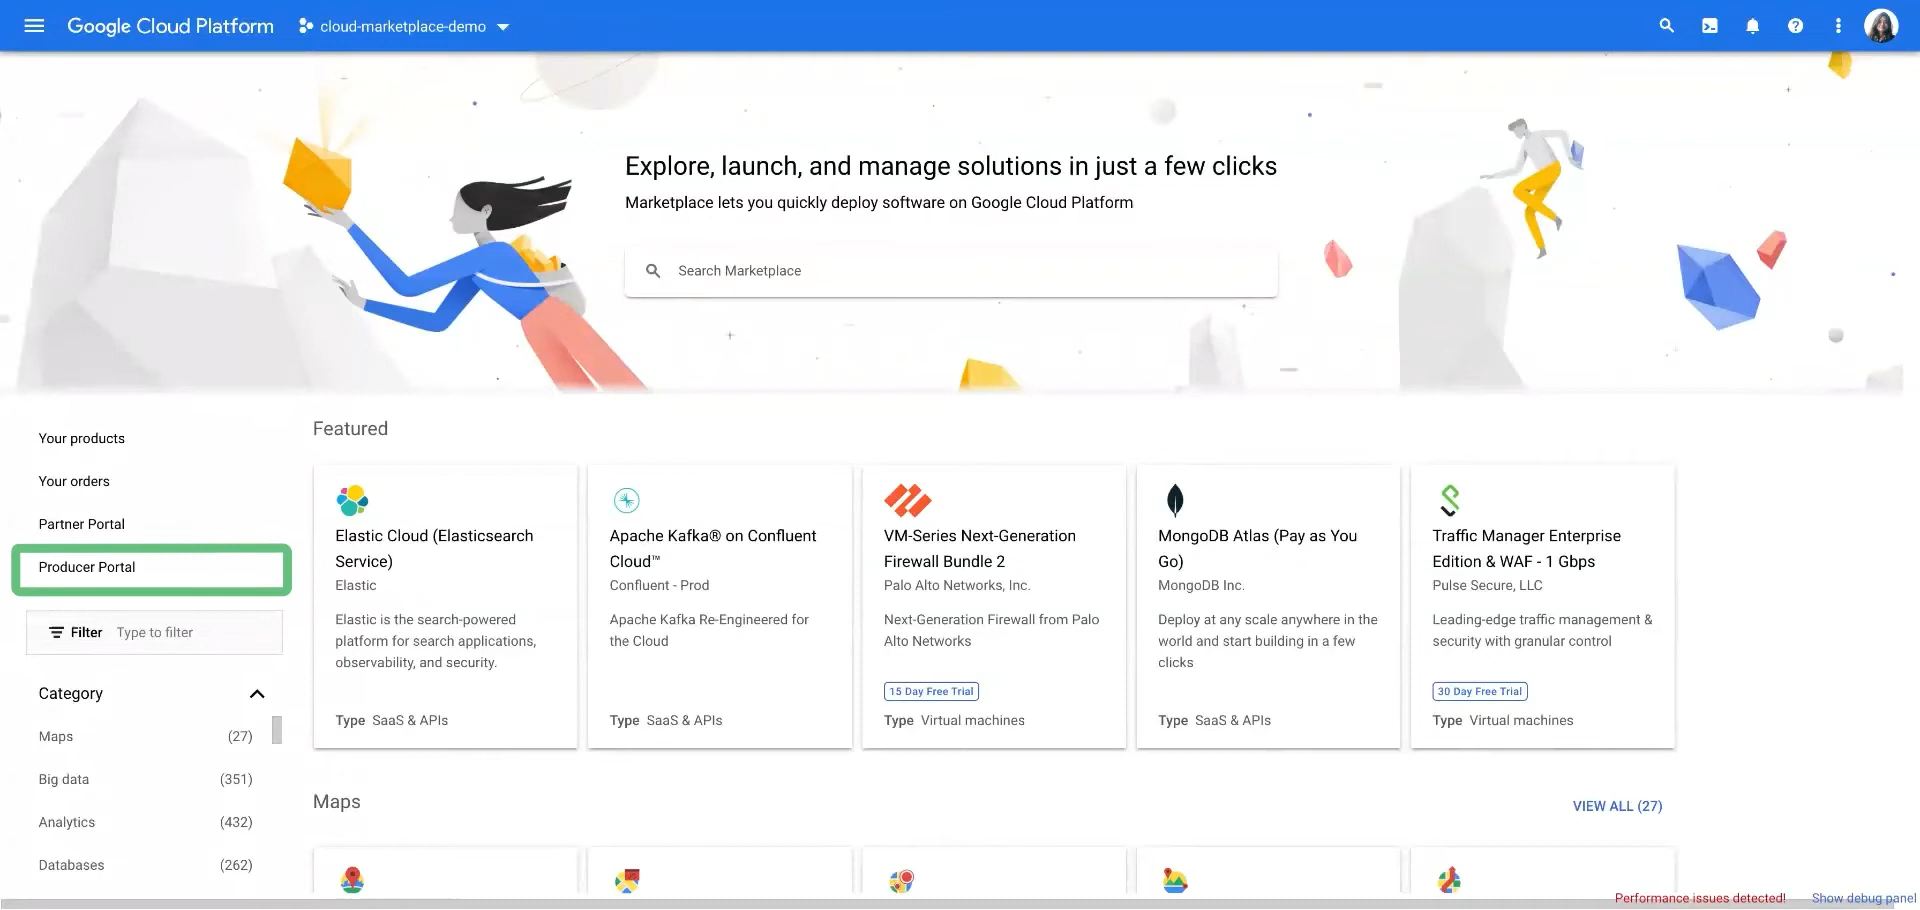 Google Cloud Platform
cloud-marketplace-demo
Explore, launch, and manage solutions in just a few clicks
Marketplace lets you quickly deploy software on Google Cloud Platform
Search Marketplace
Your products
Your orders
Partner Portal
Producer Portal
Filter Type to filter
Category
Maps (27)
Big data (351)
Analytics (432)
Databases (262)
Featured
Elastic Cloud (Elasticsearch
Service)
Elastic
Elastic is the search-powered
platform for search applications,
observability, and security.
Type SaaS & APIs
Apache Kafka® on Confluent
Cloud™
Confluent - Prod
Apache Kafka Re-Engineered for
the Cloud
Type SaaS & APIs
VM-Series Next-Generation
Firewall Bundle 2
Palo Alto Networks, Inc.
Next-Generation Firewall from Palo
Alto Networks
15 Day Free Trial
Type Virtual machines
MongoDB Atlas (Pay as You
Go)
MongoDB Inc.
Deploy at any scale anywhere in the
world and start building in a few
clicks
Type SaaS & APIs
Traffic Manager Enterprise
Edition & WAF - 1 Gbps
Pulse Secure, LLC
Leading-edge traffic management &
security with granular control
30 Day Free Trial
Type Virtual machines
Maps
VIEW ALL (27)
Performance issues detected! Show debug panel